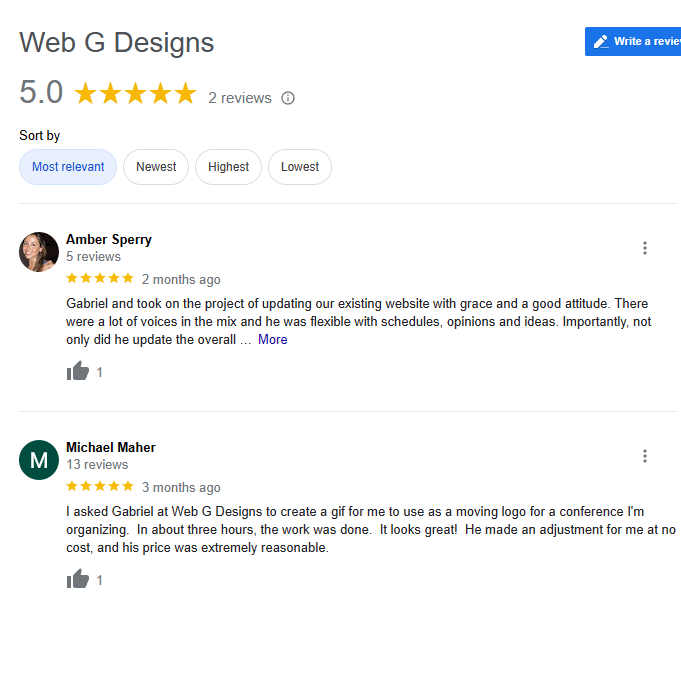 Web G Designs
Write a review
5.0 2 reviews
Sort by
Most relevant Newest Highest Lowest
Amber Sperry
5 reviews
2 months ago
Gabriel and took on the project of updating our existing website with grace and a good attitude. There
were a lot of voices in the mix and he was flexible with schedules, opinions and ideas. Importantly, not
only did he update the overall ... More
1
M
Michael Maher
13 reviews
3 months ago
I asked Gabriel at Web G Designs to create a gif for me to use as a moving logo for a conference I'm
organizing.  In about three hours, the work was done.  It looks great!  He made an adjustment for me at no
cost, and his price was extremely reasonable.
1